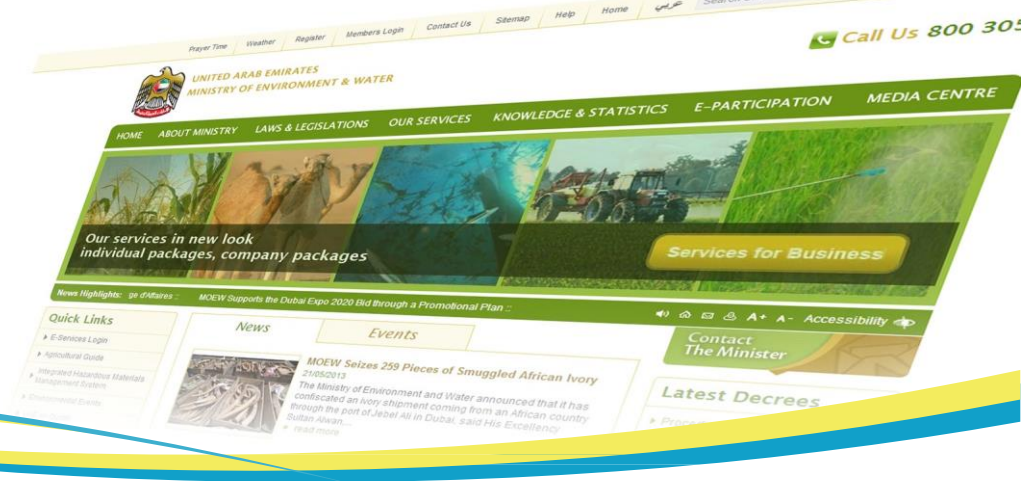 Prayer Time
Weather
Register
Members Login
Contact Us
Sitemap
Help
Home
عربي
Call Us 800 305
UNITED ARAB EMIRATES
MINISTRY OF ENVIRONMENT & WATER
HOME
ABOUT MINISTRY
LAWS & LEGISLATIONS
OUR SERVICES
KNOWLEDGE & STATISTICS
E-PARTICIPATION
MEDIA CENTRE
Our services in new look
individual packages, company packages
Services for Business
News Highlights: ge d'Affaires :: MOEW Supports the Dubai Expo 2020 Bid through a Promotional Plan ::
A+ A- Accessibility
Quick Links
E-Services Login
Agricultural Guide
Integrated Hazardous Materials
Management System
Environmental Events
News
Events
MOEW Seizes 259 Pieces of Smuggled African Ivory
21/05/2013
The Ministry of Environment and Water announced that it has
confiscated an ivory shipment coming from an African country
through the port of Jebel Ali in Dubai, said His Excellency
Sultan Alwan...
read more
Contact
The Minister
Latest Decrees